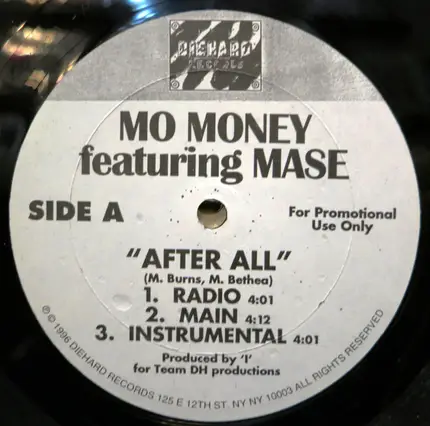 DIEHARD
RECORDS
MO MONEY
featuring MASE
SIDE A
For Promotional
Use Only
"AFTER ALL"
(M. Burns, M. Bethea)
1. RADIO 4:01
2. MAIN 4:12
3. INSTRUMENTAL 4:01
Produced by 'I'
for Team DH productions
℗ © 1996 DIEHARD RECORDS 125 E 12TH ST. NY NY 10003 ALL RIGHTS RESERVED